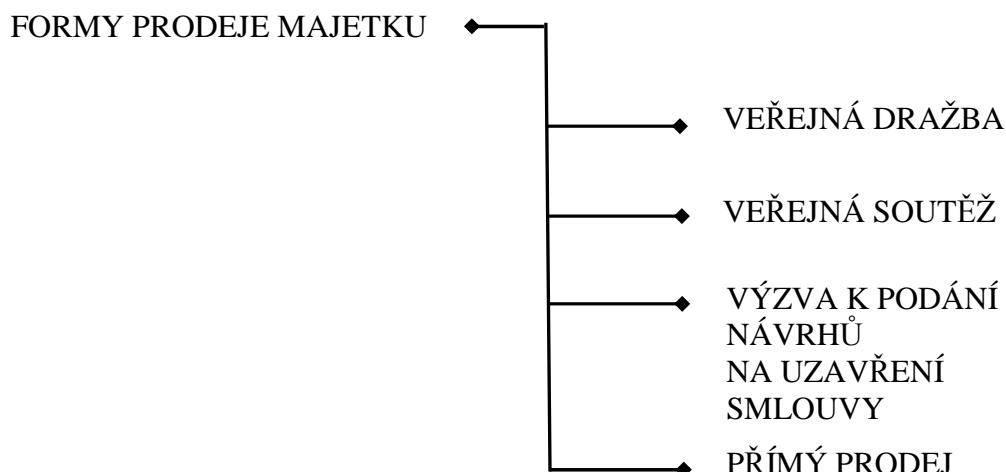 FORMY PRODEJE MAJETKU
VEŘEJNÁ DRAŽBA
VEŘEJNÁ SOUTĚŽ
VÝZVA K PODÁNÍ
NÁVRHŮ
NA UZAVŘENÍ
SMLOUVY
PŘÍMÝ PRODEJ